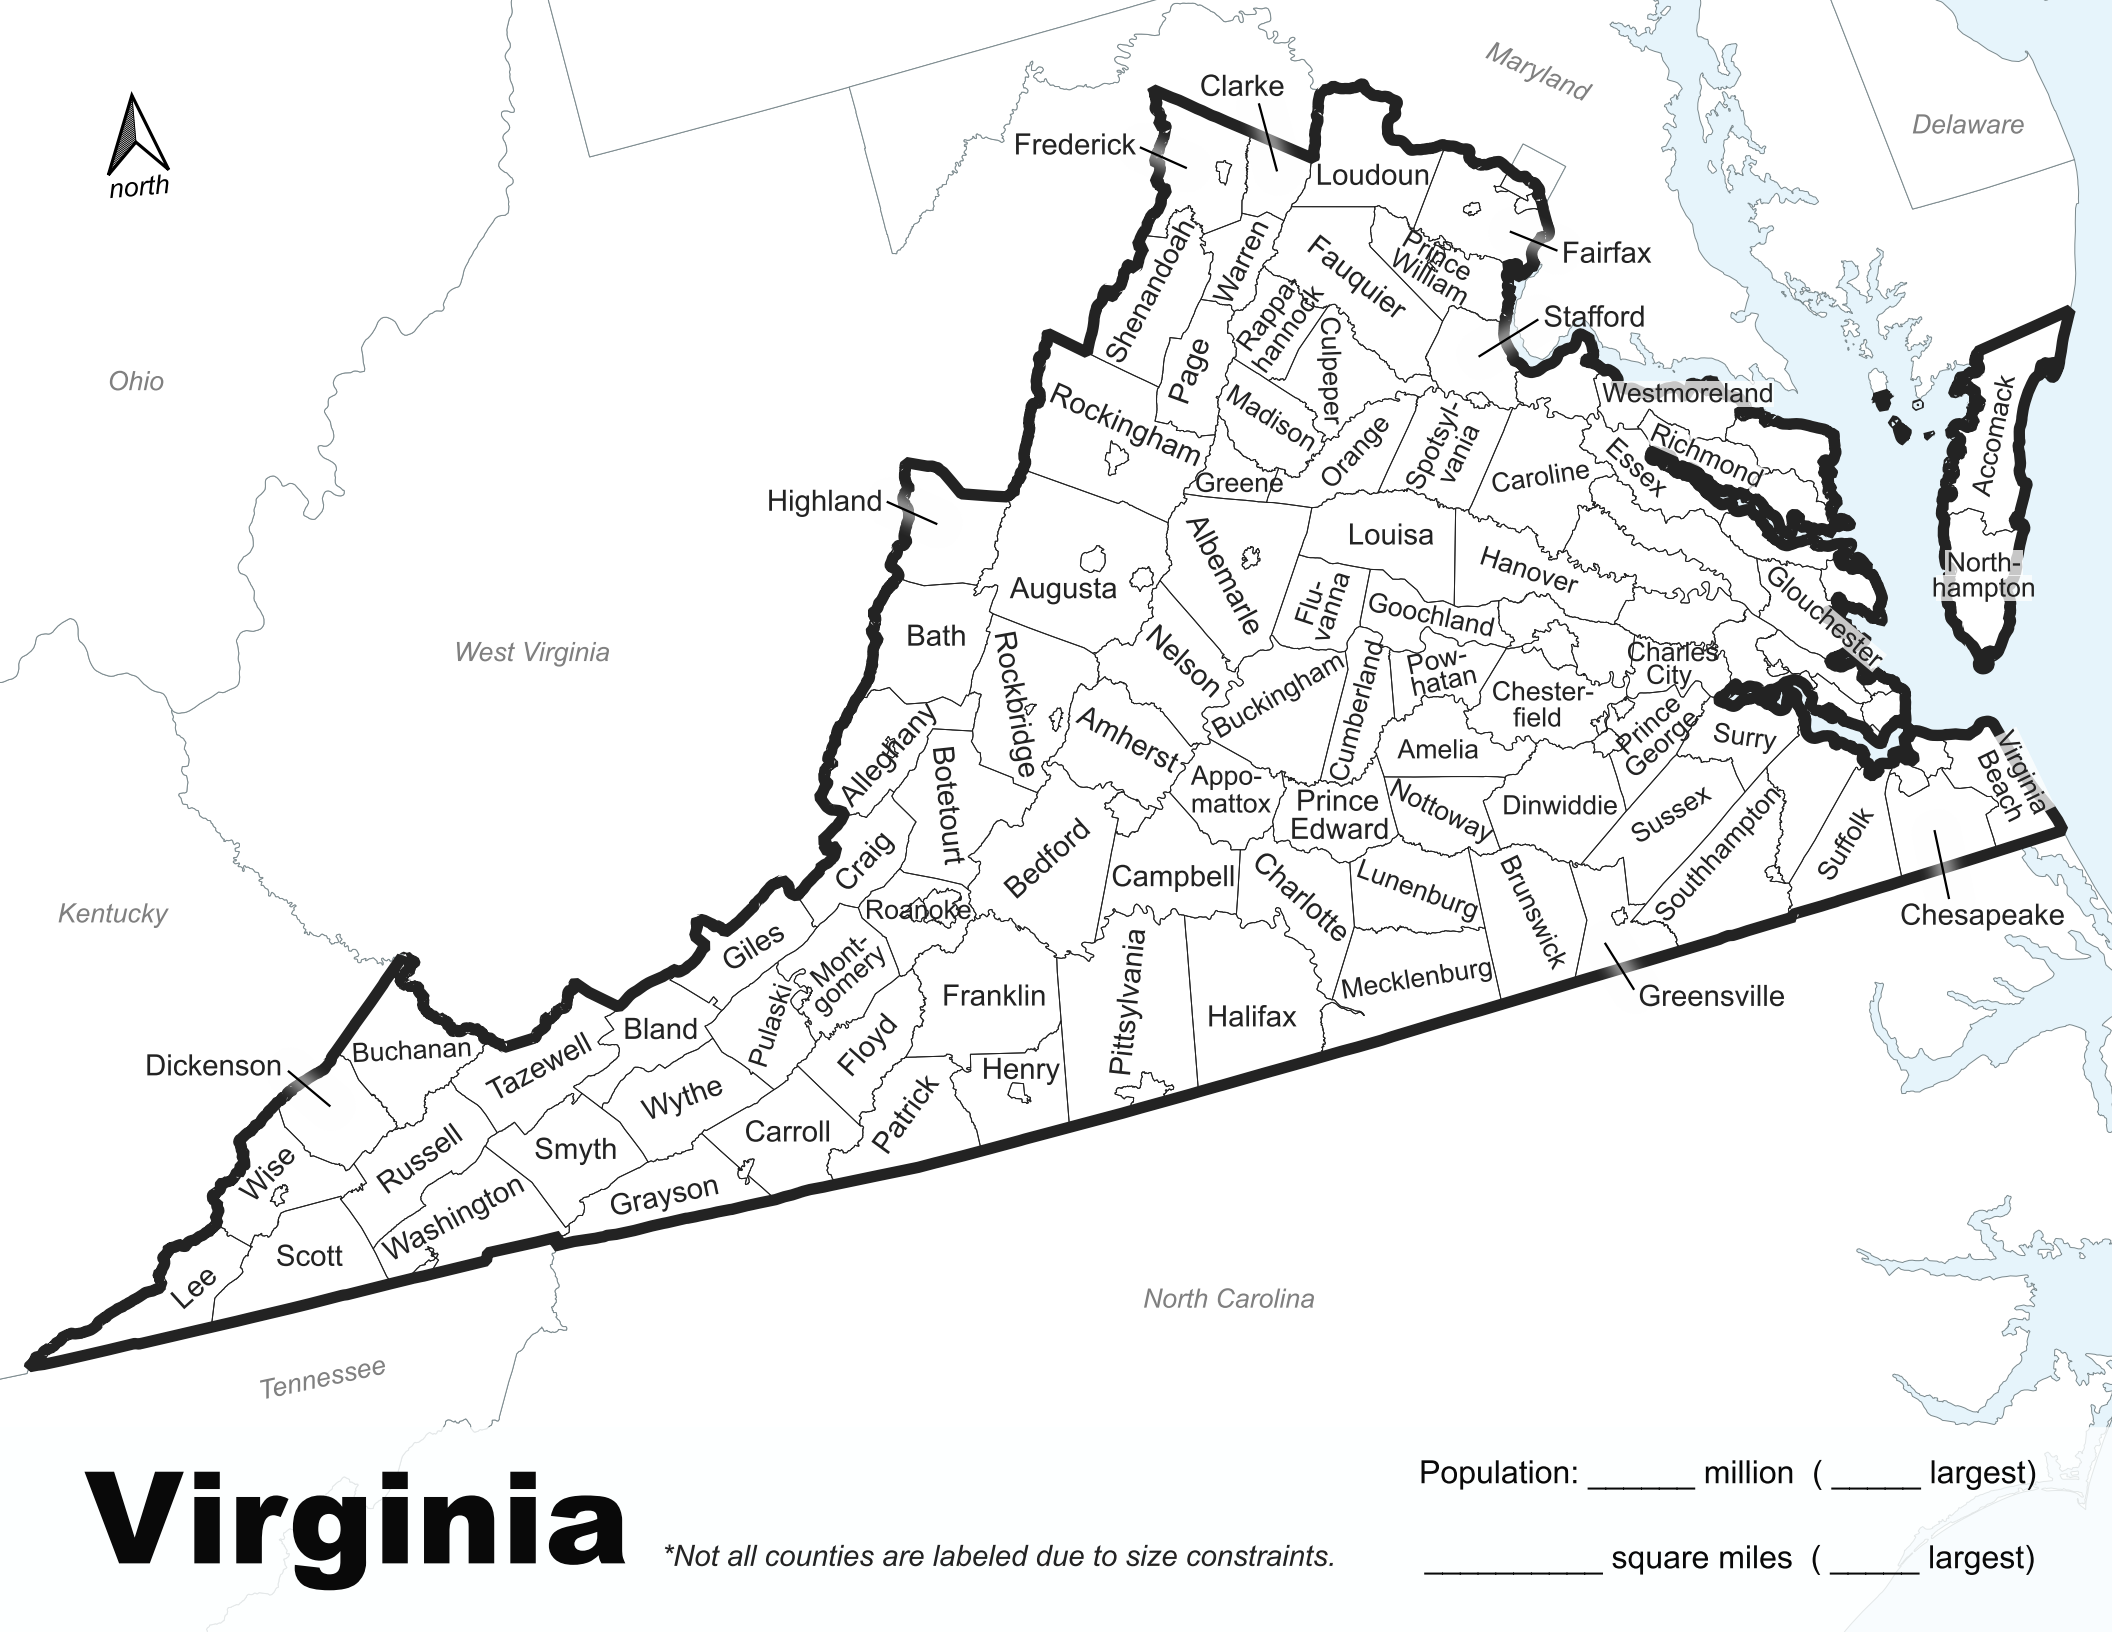 Maryland
Clarke
Delaware
Frederick
Loudoun
north
Fairfax
Prince
William
Shenandoah
Warren
Fauquier
Rappa-
hannock
Stafford
Culpeper
Page
Ohio
Westmoreland
Rockingham
Madison
Orange
Spotsyl-
vania
Richmond
Accomack
Essex
Caroline
Greene
Highland
Louisa
Albemarle
Hanover
North-
hampton
Augusta
Flu-
vanna
Goochland
Glouchester
Bath
West Virginia
Rockbridge
Nelson
Buckingham
Cumberland
Pow-
hatan
Charles
City
Chester-
field
Prince
George
Surry
Virginia
Beach
Alleghany
Amherst
Amelia
Botetourt
Appo-
mattox
Prince
Edward
Nottoway
Dinwiddie
Sussex
Southhampton
Suffolk
Craig
Bedford
Campbell
Charlotte
Lunenburg
Brunswick
Kentucky
Roanoke
Chesapeake
Giles
Mont-
gomery
Franklin
Pittsylvania
Halifax
Mecklenburg
Greensville
Pulaski
Bland
Floyd
Buchanan
Dickenson
Tazewell
Henry
Wythe
Patrick
Carroll
Smyth
Russell
Wise
Grayson
Washington
Scott
Lee
North Carolina
Tennessee
Population: ______ million ( _____ largest)
Virginia
*Not all counties are labeled due to size constraints.
__________ square miles ( _____ largest)